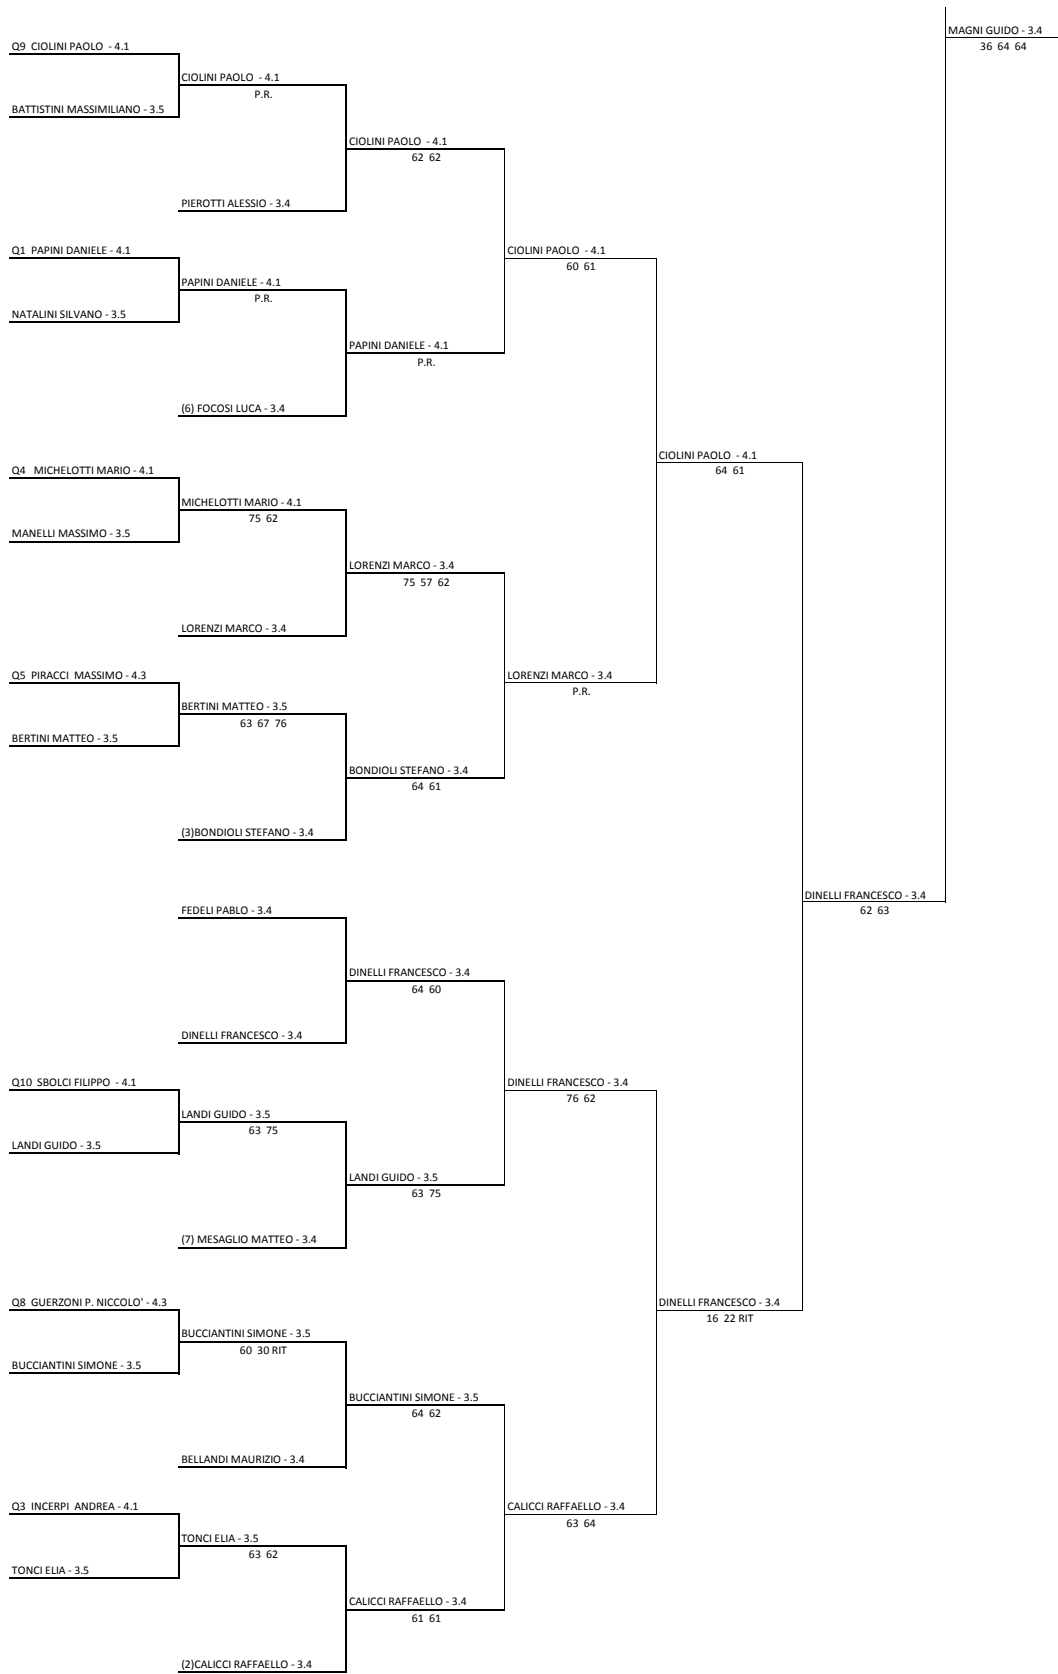 MAGNI GUIDO - 3.4
36 64 64
Q9 CIOLINI PAOLO - 4.1
CIOLINI PAOLO - 4.1
P.R.
BATTISTINI MASSIMILIANO - 3.5
CIOLINI PAOLO - 4.1
62 62
PIEROTTI ALESSIO - 3.4
Q1 PAPINI DANIELE - 4.1
CIOLINI PAOLO - 4.1
60 61
PAPINI DANIELE - 4.1
P.R.
NATALINI SILVANO - 3.5
PAPINI DANIELE - 4.1
P.R.
(6) FOCOSI LUCA - 3.4
CIOLINI PAOLO - 4.1
64 61
Q4 MICHELOTTI MARIO - 4.1
MICHELOTTI MARIO - 4.1
75 62
MANELLI MASSIMO - 3.5
LORENZI MARCO - 3.4
75 57 62
LORENZI MARCO - 3.4
Q5 PIRACCI MASSIMO - 4.3
LORENZI MARCO - 3.4
P.R.
BERTINI MATTEO - 3.5
63 67 76
BERTINI MATTEO - 3.5
BONDIOLI STEFANO - 3.4
64 61
(3)BONDIOLI STEFANO - 3.4
DINELLI FRANCESCO - 3.4
62 63
FEDELI PABLO - 3.4
DINELLI FRANCESCO - 3.4
64 60
DINELLI FRANCESCO - 3.4
Q10 SBOLCI FILIPPO - 4.1
DINELLI FRANCESCO - 3.4
76 62
LANDI GUIDO - 3.5
63 75
LANDI GUIDO - 3.5
LANDI GUIDO - 3.5
63 75
(7) MESAGLIO MATTEO - 3.4
Q8 GUERZONI P. NICCOLO' - 4.3
DINELLI FRANCESCO - 3.4
16 22 RIT
BUCCIANTINI SIMONE - 3.5
60 30 RIT
BUCCIANTINI SIMONE - 3.5
BUCCIANTINI SIMONE - 3.5
64 62
BELLANDI MAURIZIO - 3.4
Q3 INCERPI ANDREA - 4.1
CALICCI RAFFAELLO - 3.4
63 64
TONCI ELIA - 3.5
63 62
TONCI ELIA - 3.5
CALICCI RAFFAELLO - 3.4
61 61
(2)CALICCI RAFFAELLO - 3.4